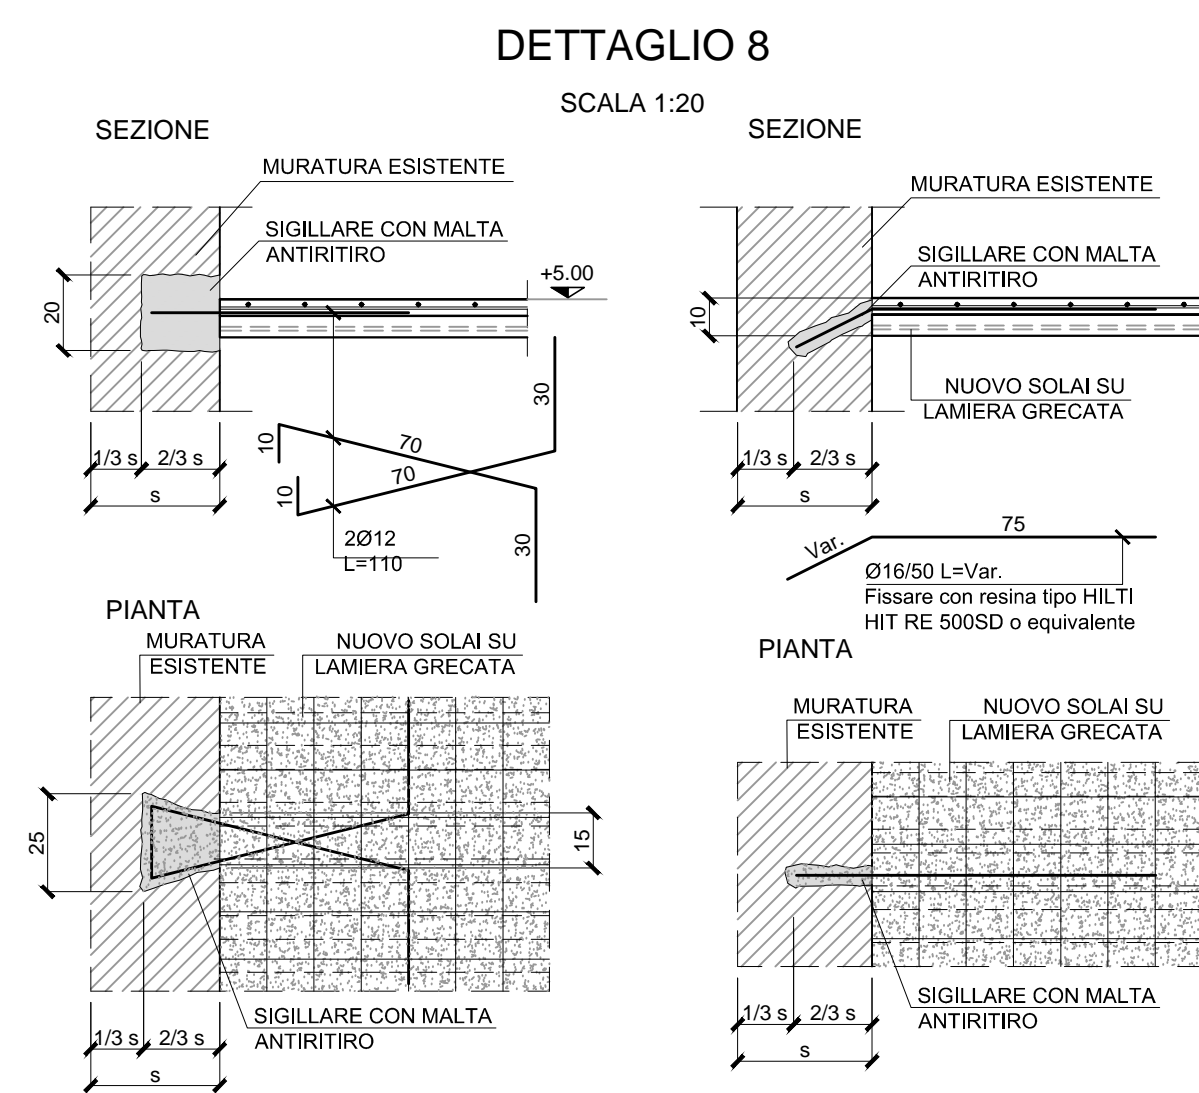 DETTAGLIO 8
SCALA 1:20
SEZIONE
MURATURA ESISTENTE
SIGILLARE CON MALTA
ANTIRITIRO
+5.00
20
1/3 s
2/3 s
s
30
10
70
70
10
30
2Ø12
L=110
PIANTA
MURATURA
ESISTENTE
NUOVO SOLAI SU
LAMIERA GRECATA
25
15
SIGILLARE CON MALTA
ANTIRITIRO
1/3 s
2/3 s
s
SEZIONE
MURATURA ESISTENTE
SIGILLARE CON MALTA
ANTIRITIRO
10
NUOVO SOLAI SU
LAMIERA GRECATA
1/3 s
2/3 s
s
75
Var.
Ø16/50 L=Var.
Fissare con resina tipo HILTI
HIT RE 500SD o equivalente
PIANTA
MURATURA
ESISTENTE
NUOVO SOLAI SU
LAMIERA GRECATA
SIGILLARE CON MALTA
ANTIRITIRO
1/3 s
2/3 s
s